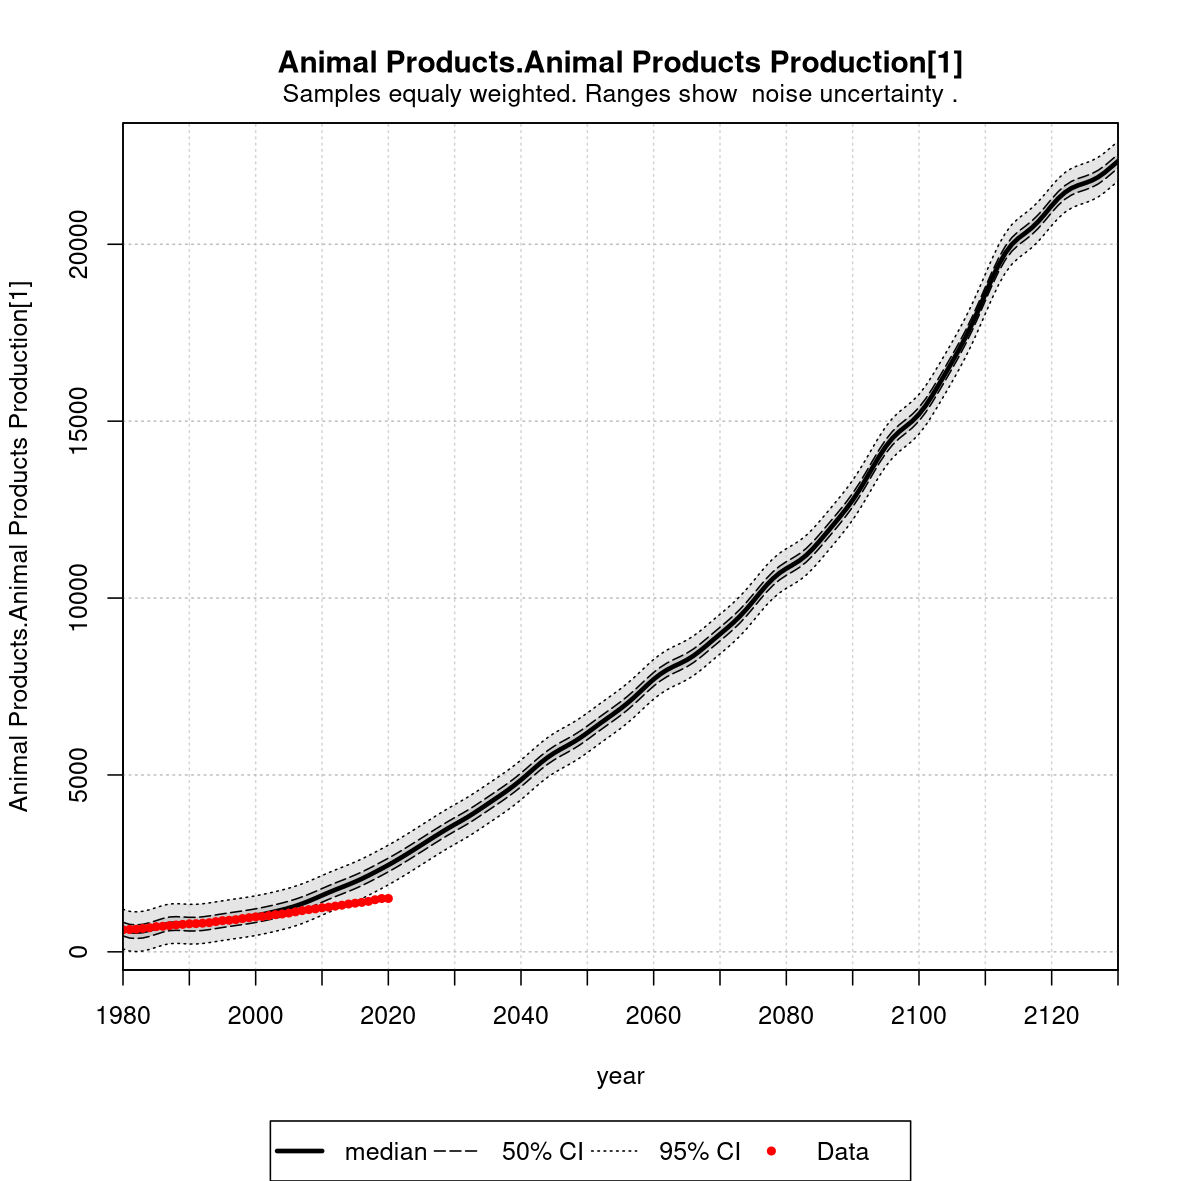 Animal Products.Animal Products Production[1]
Samples equaly weighted. Ranges show  noise uncertainty .
Animal Products.Animal Products Production[1]
20000
15000
10000
5000
0
1980 2000 2020 2040 2060 2080 2100 2120
year
median 50% CI 95% CI Data